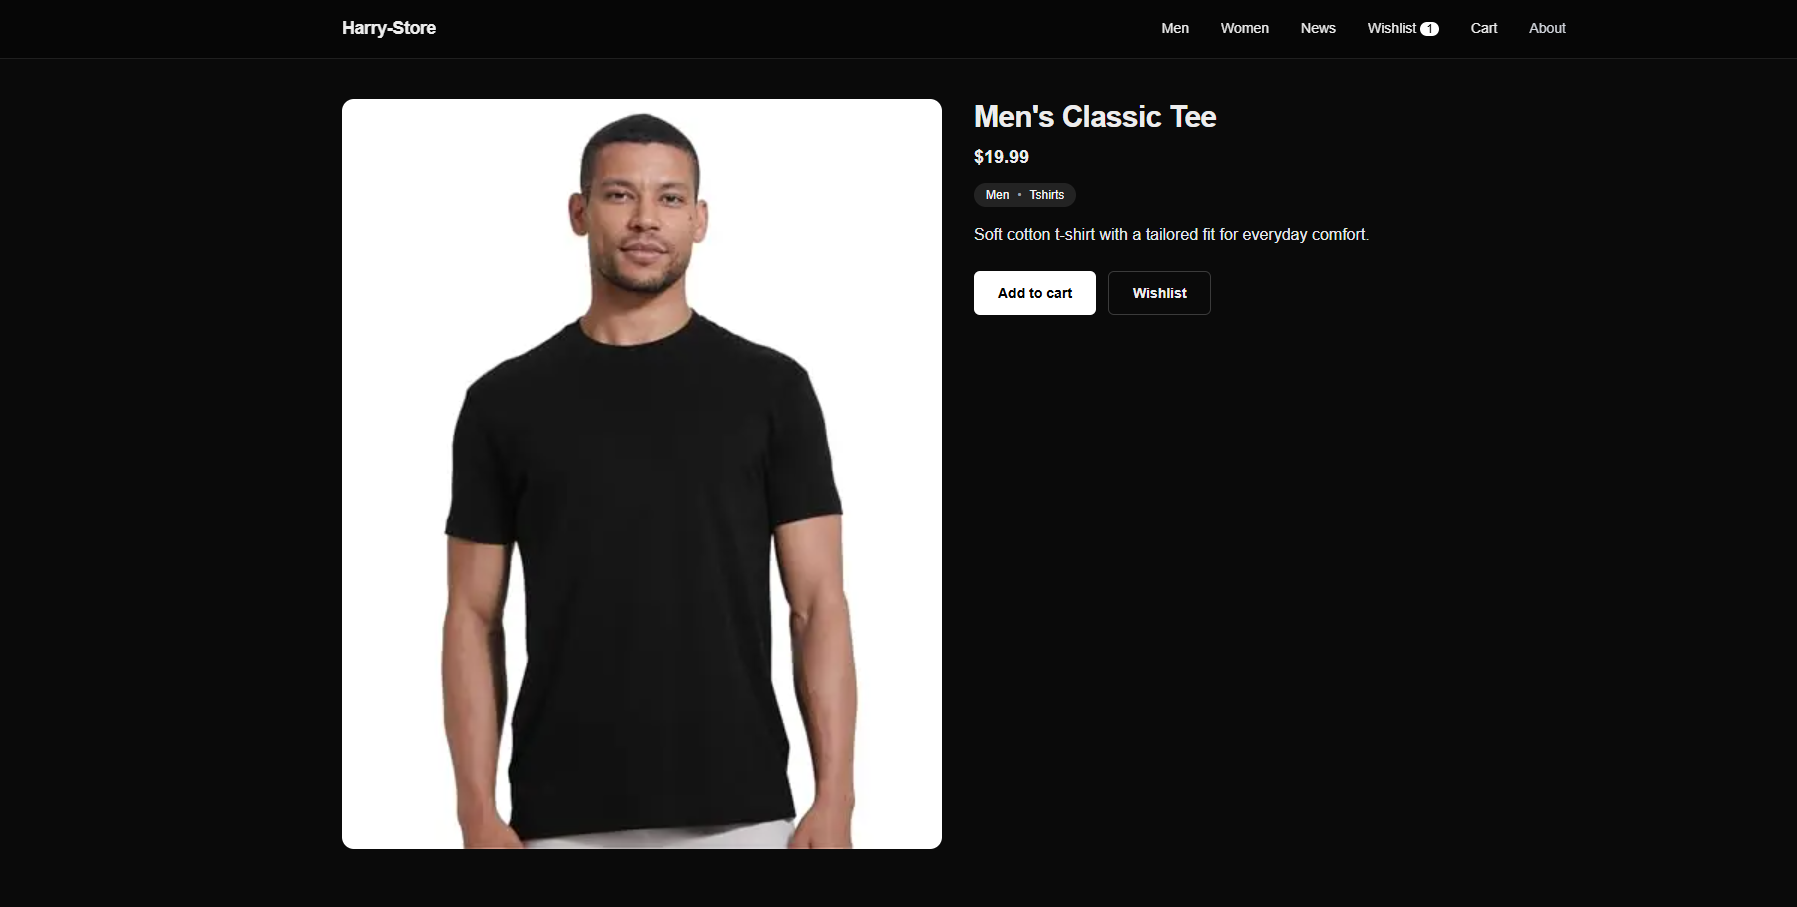 Harry-Store
Men Women News Wishlist 1 Cart About
Men's Classic Tee
$19.99
Men • Tshirts
Soft cotton t-shirt with a tailored fit for everyday comfort.
Add to cart Wishlist